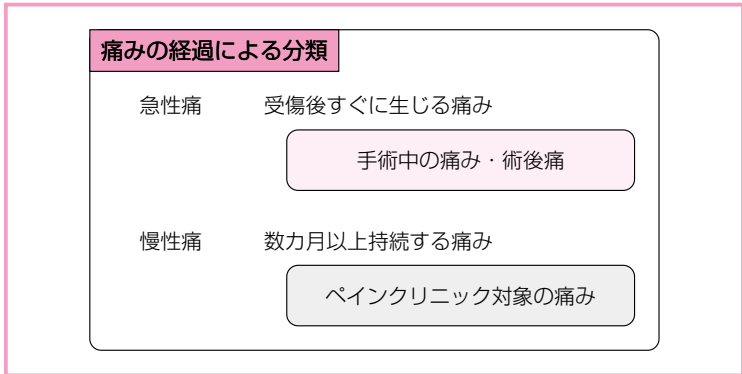 痛みの経過による分類
急性痛 受傷後すぐに生じる痛み
手術中の痛み・術後痛
慢性痛 数カ月以上持続する痛み
ペインクリニック対象の痛み